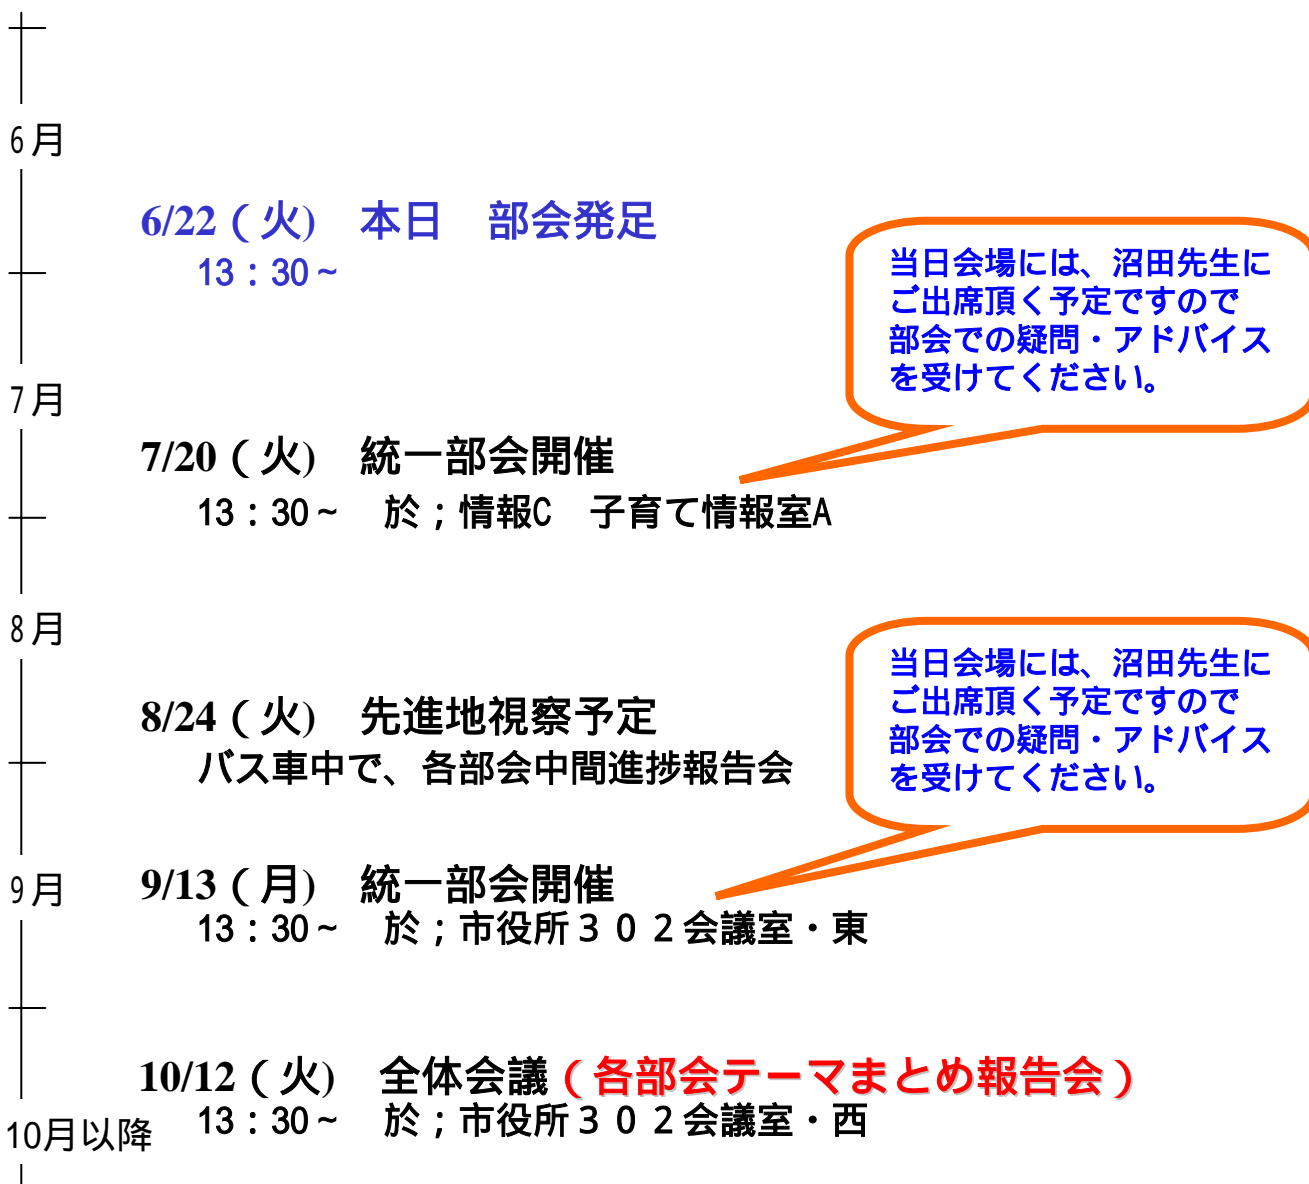 6月
6/22（火)　本日　部会発足
13：30～
当日会場には、沼田先生に
ご出席頂く予定ですので
部会での疑問・アドバイス
を受けてください。
7月
7/20（火)　統一部会開催
13：30～　於；情報C　子育て情報室A
8月
当日会場には、沼田先生に
ご出席頂く予定ですので
部会での疑問・アドバイス
を受けてください。
8/24（火)　先進地視察予定
バス車中で、各部会中間進捗報告会
9月
9/13（月)　統一部会開催
13：30～　於；市役所３０２会議室・東
10/12（火)　全体会議（各部会テーマまとめ報告会）
13：30～　於；市役所３０２会議室・西
10月以降